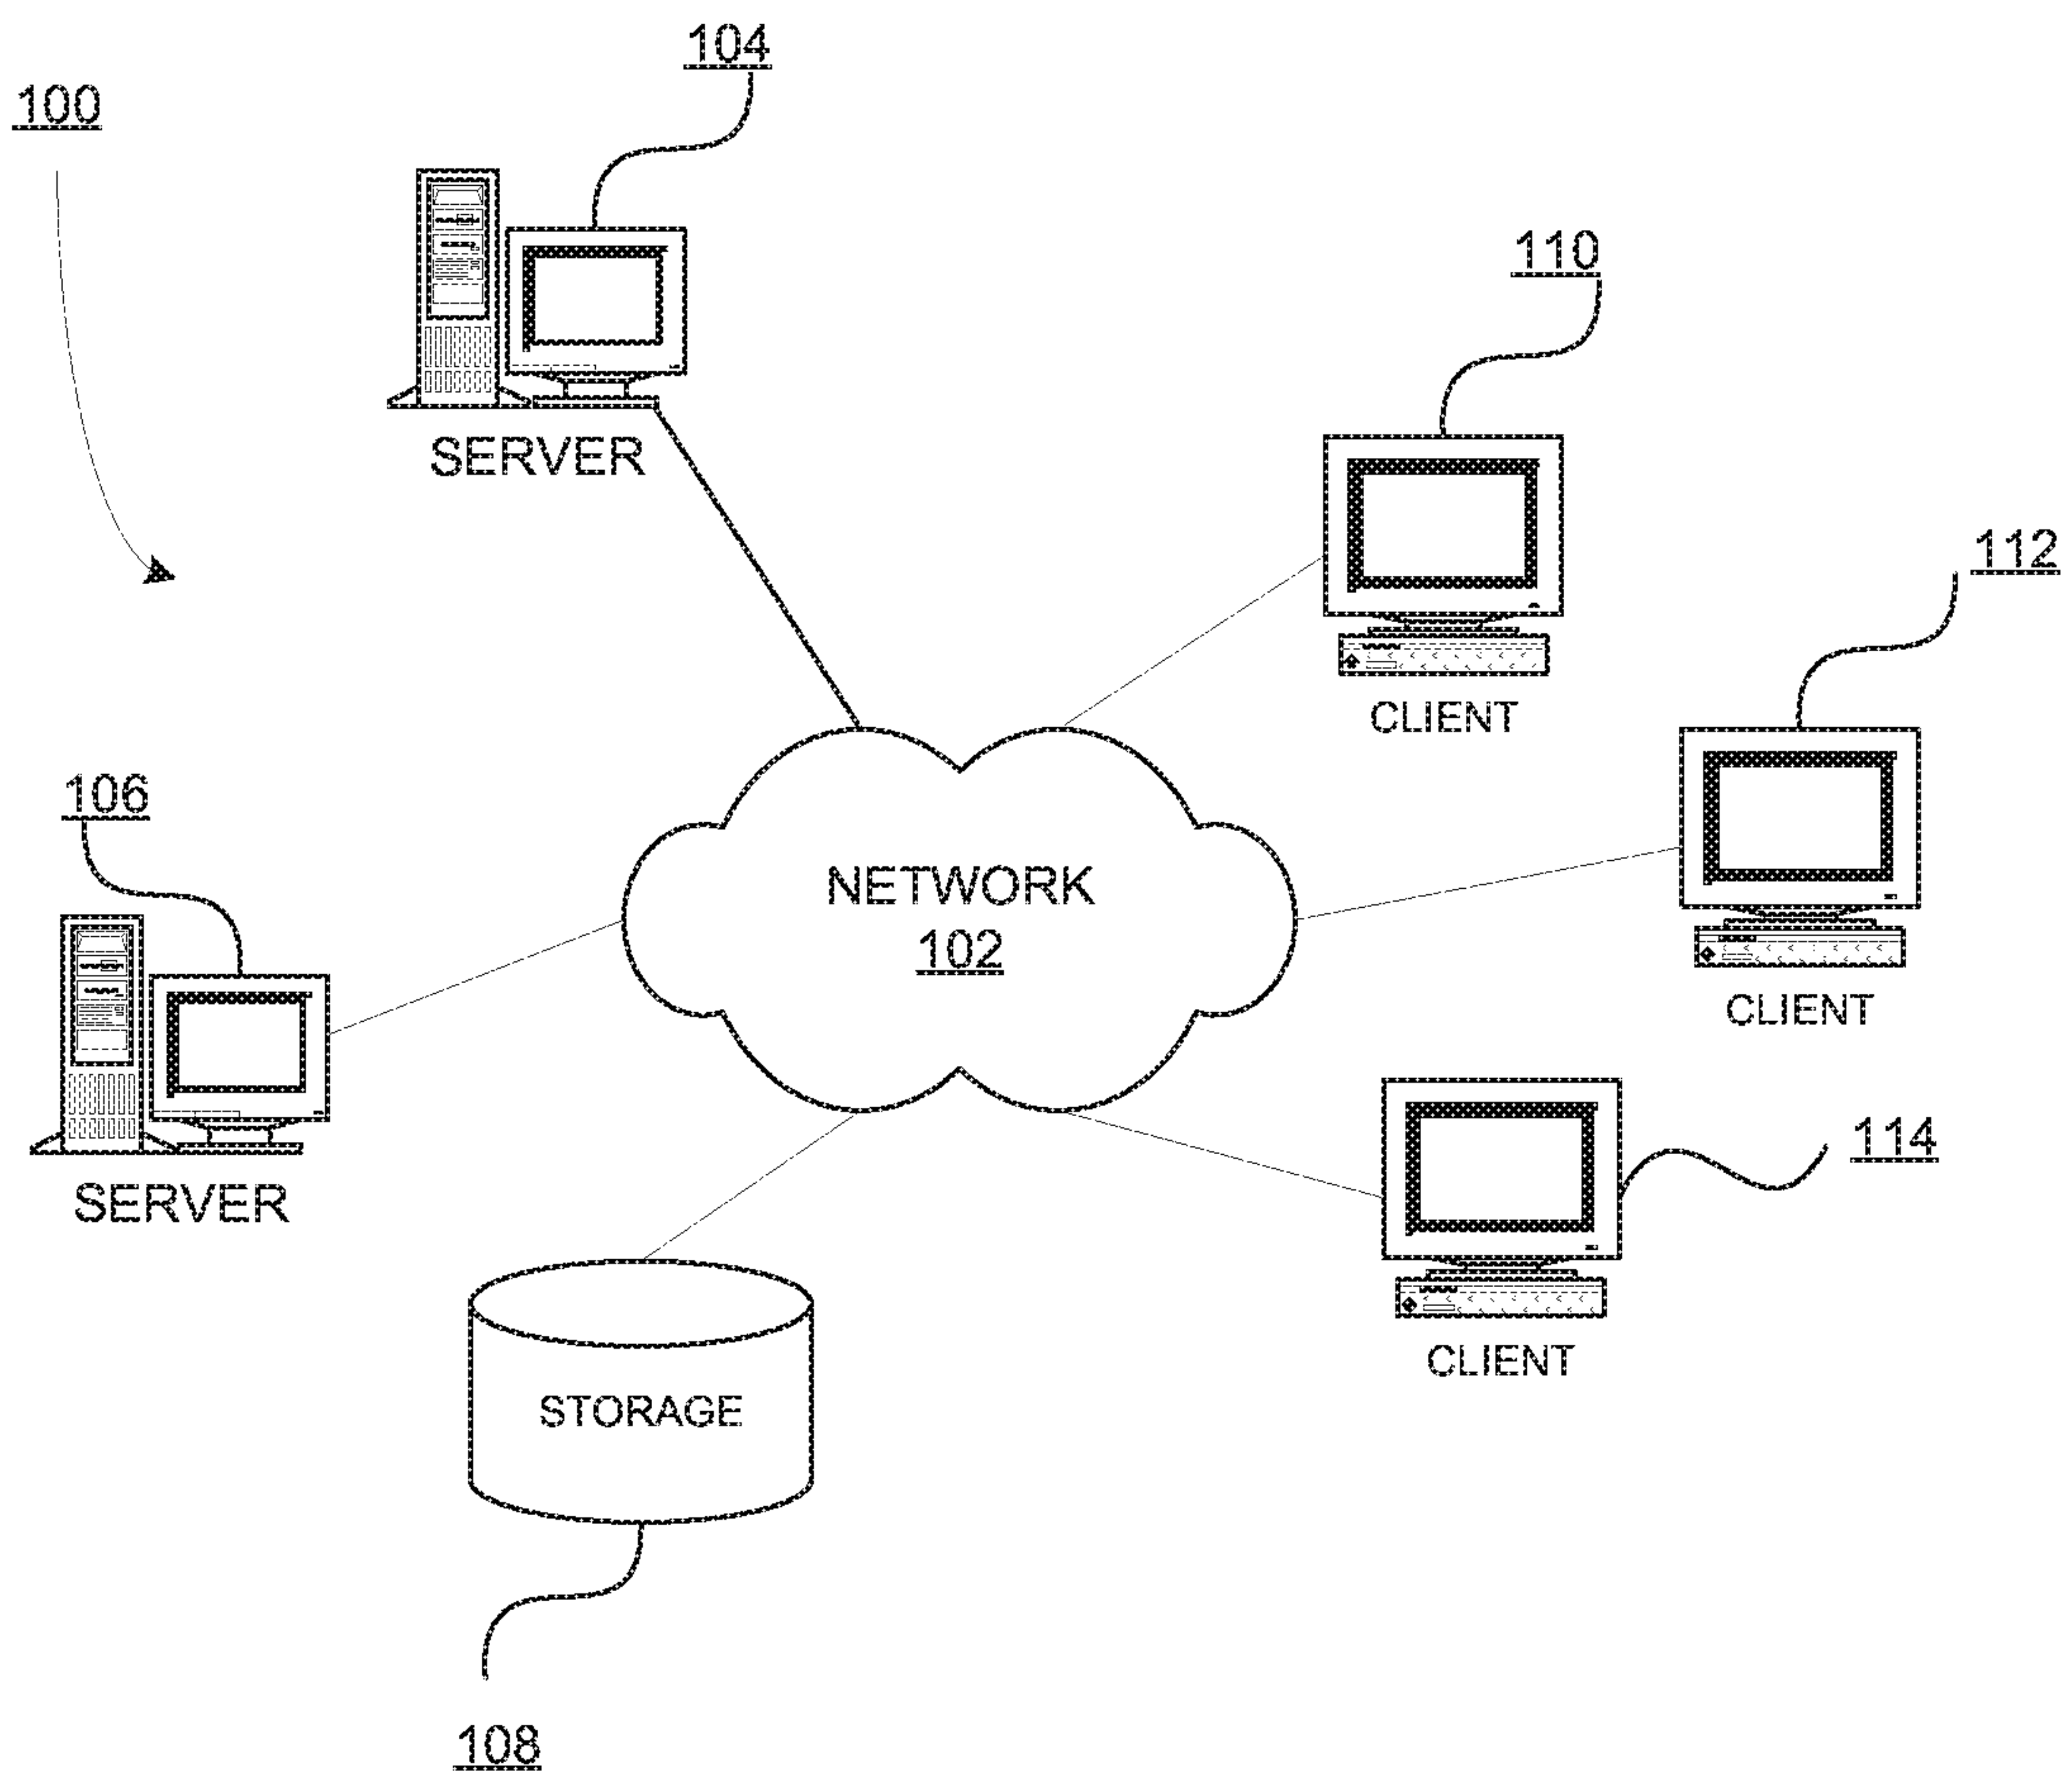 104
100
110
SERVER
112
CLIENT
106
NETWORK
102
CLIENT
114
SERVER
CLIENT
STORAGE
108